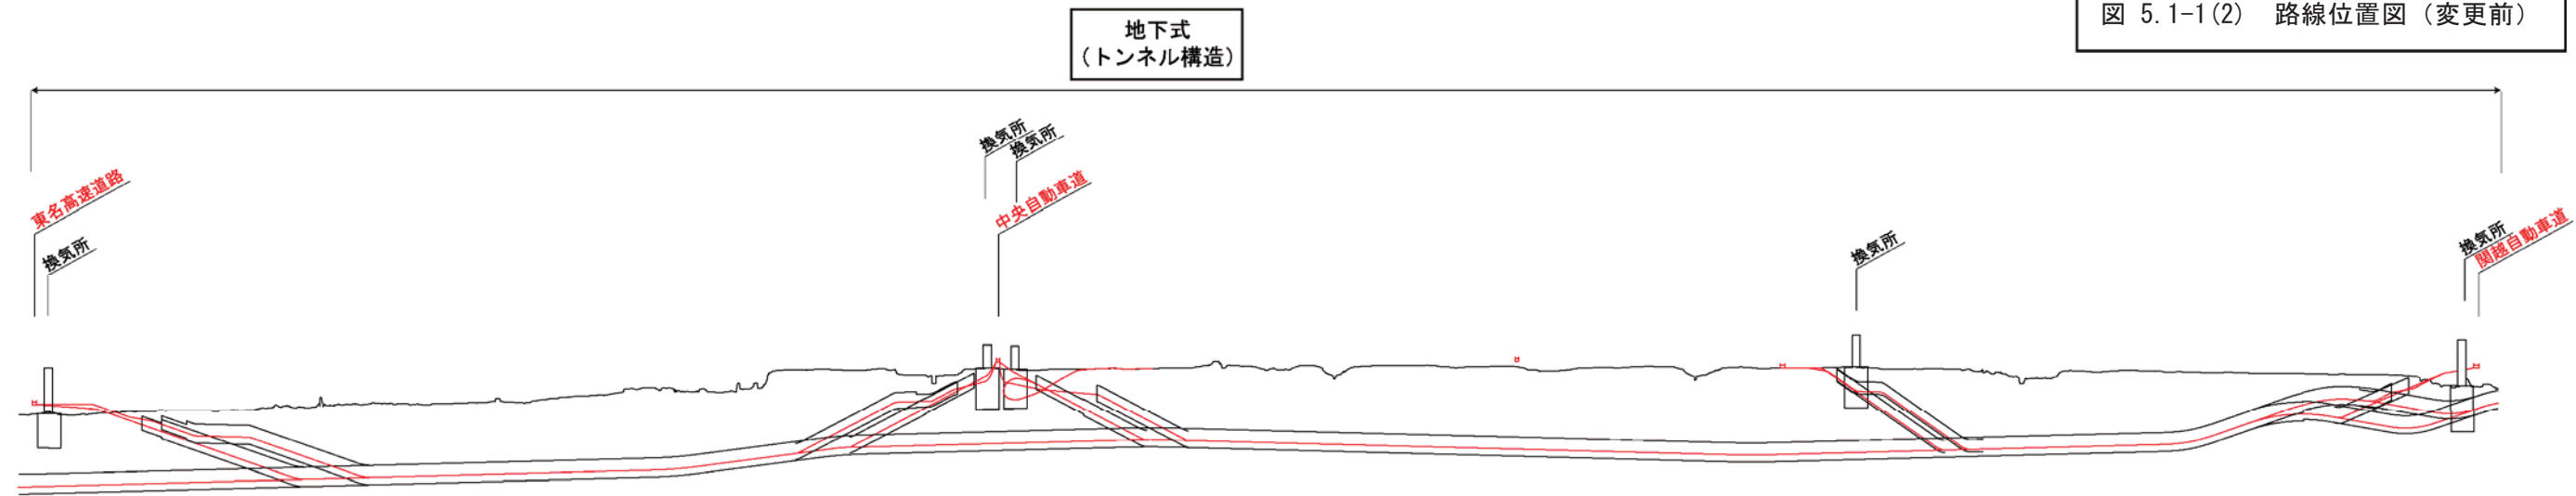 図 5.1-1(2) 路線位置図（変更前）
地下式
（トンネル構造）
東名高速道路
換気所
換気所
換気所
中央自動車道
換気所
換気所
関越自動車道